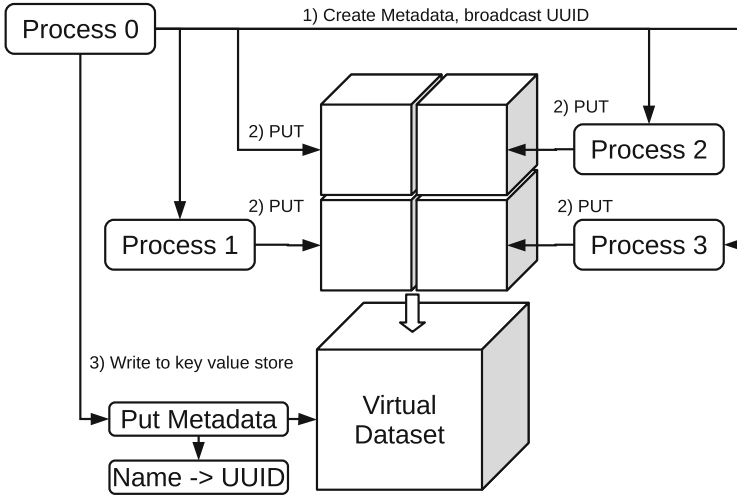 Process 0
1) Create Metadata, broadcast UUID
2) PUT
2) PUT
Process 2
2) PUT
2) PUT
Process 1
Process 3
3) Write to key value store
Virtual
Dataset
Put Metadata
Name -> UUID